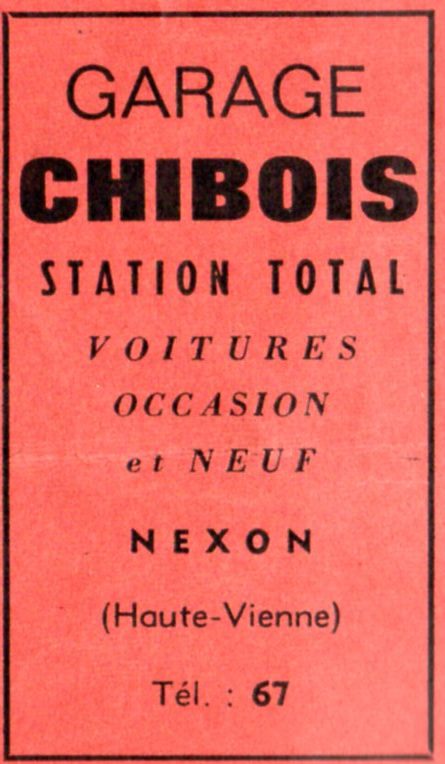 GARAGE
CHIBOIS
STATION TOTAL
VOITURES
OCCASION
et NEUF
NEXON
(Haute-Vienne)
Tél. : 67